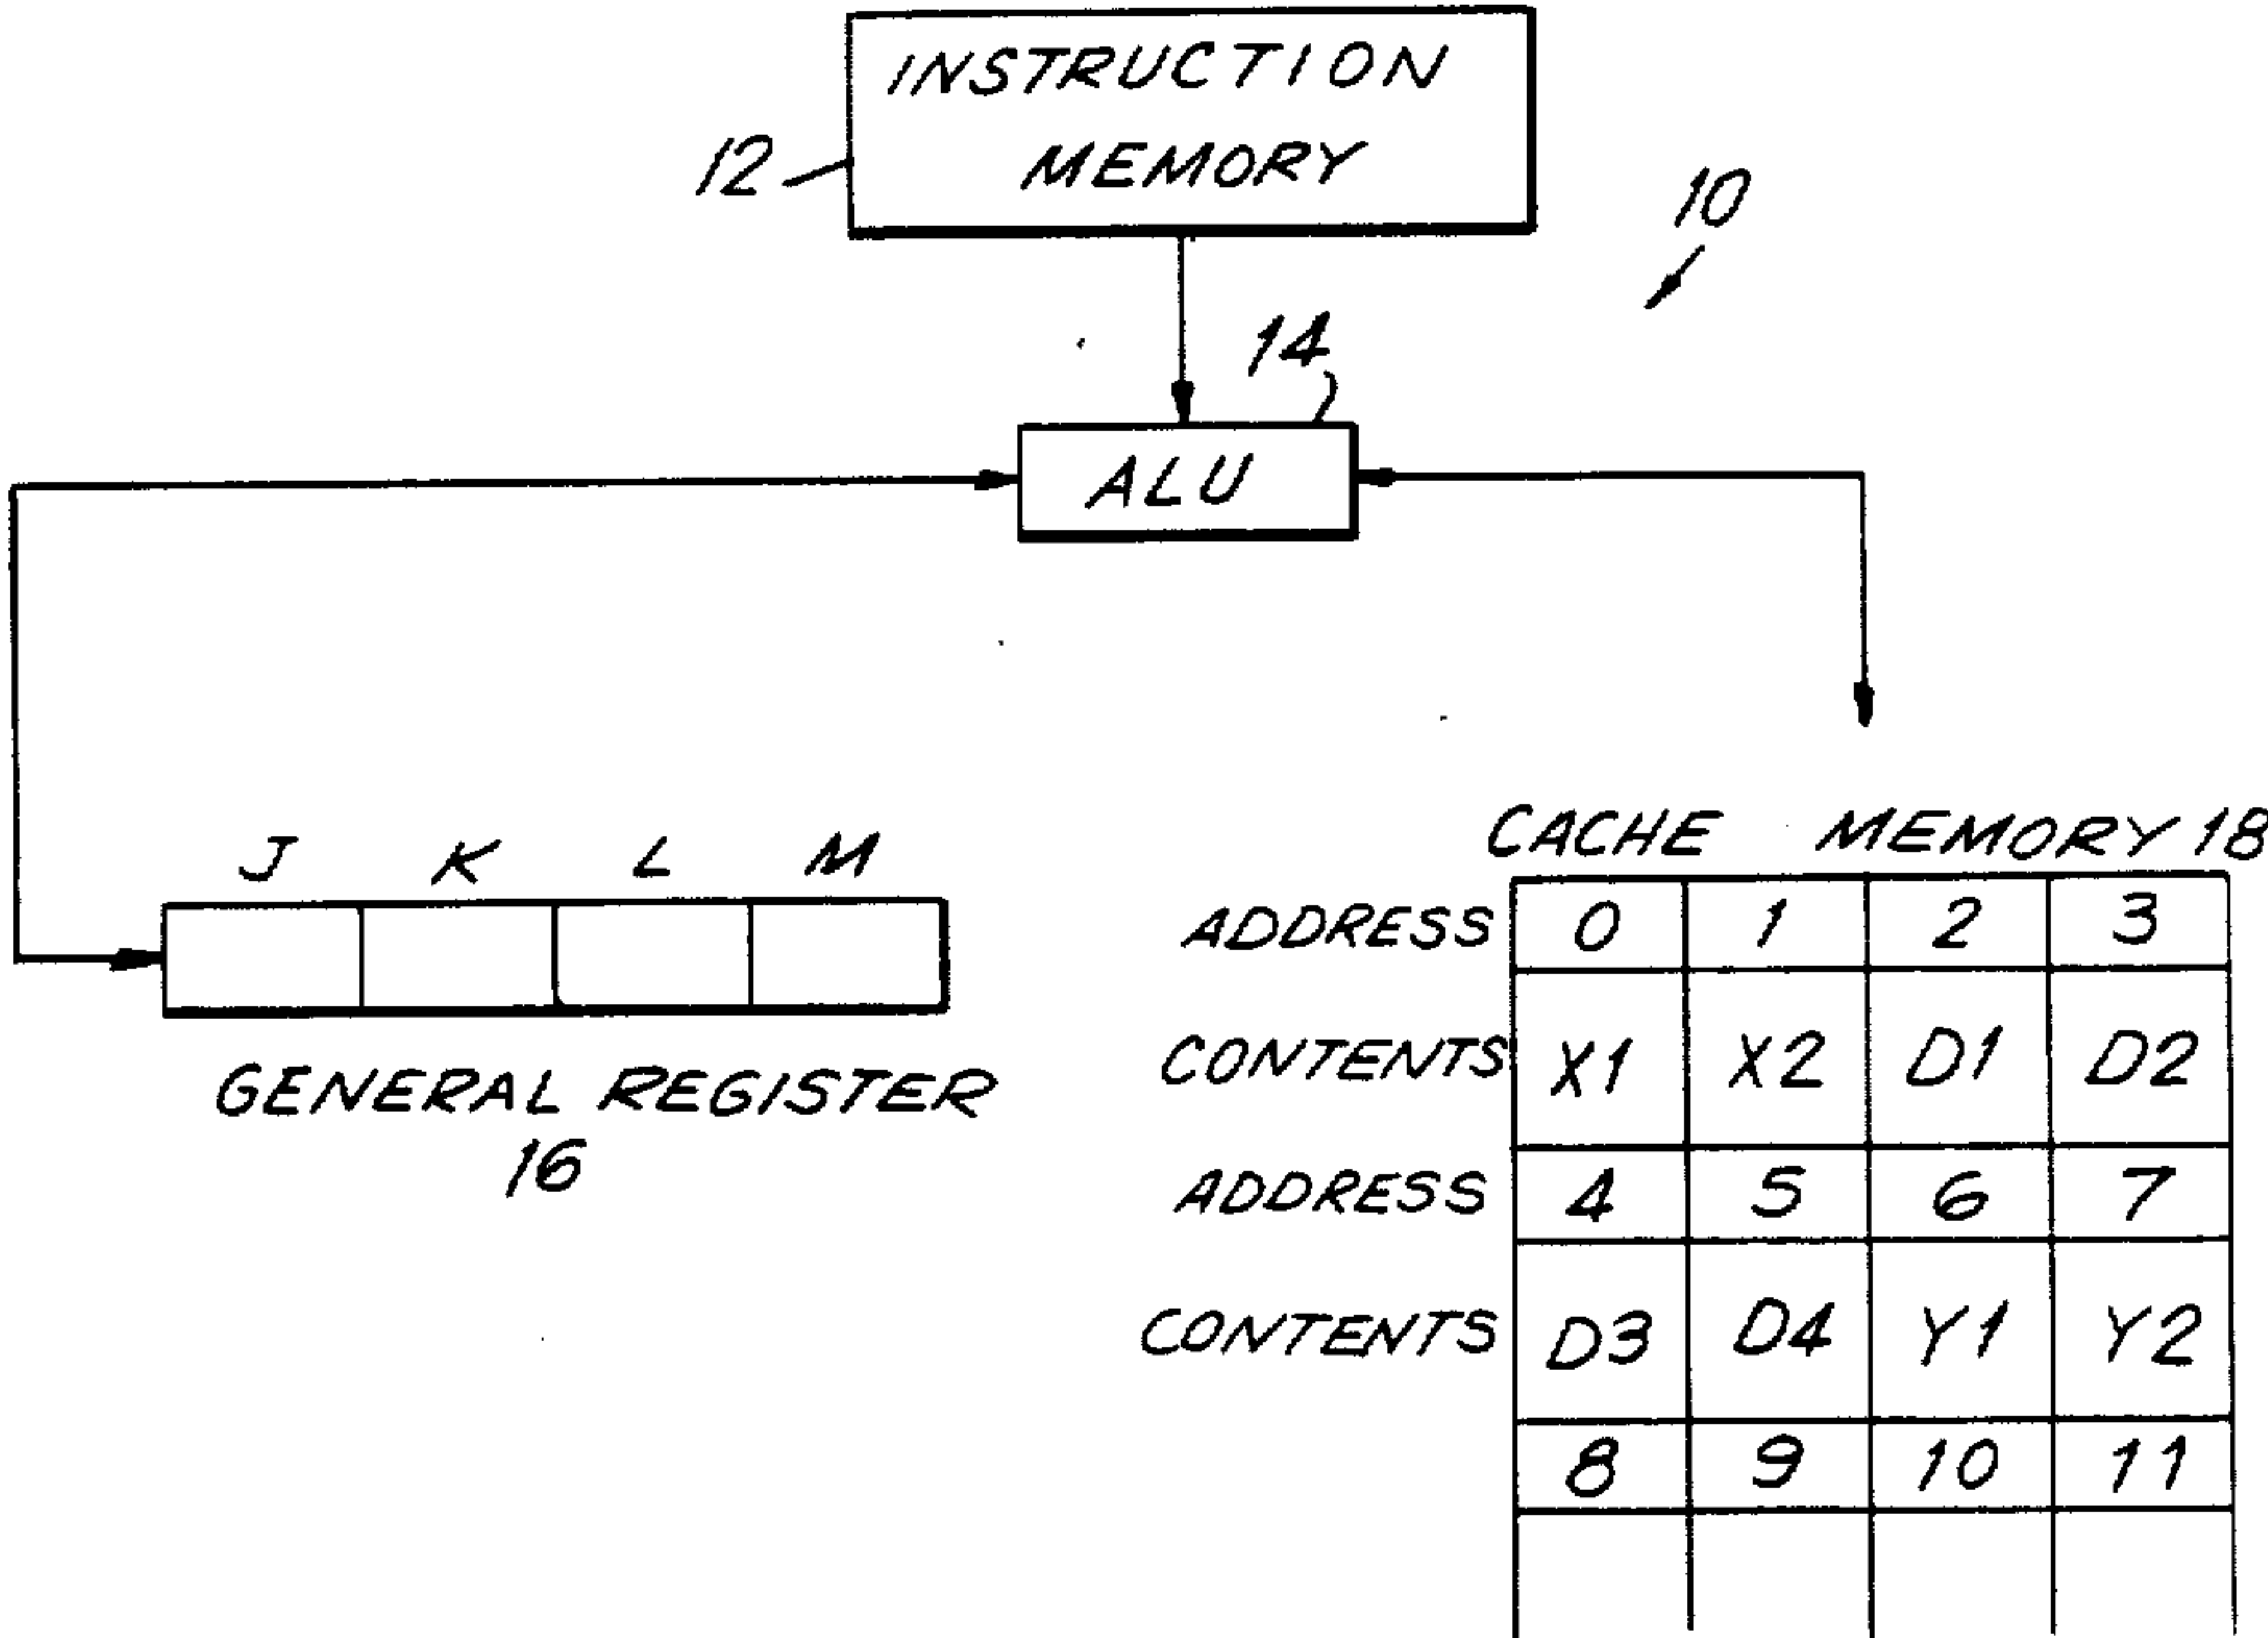 INSTRUCTION
MEMORY
12
10
14
ALU
J K L M
GENERAL REGISTER
16
CACHE MEMORY 18
ADDRESS 0 1 2 3
CONTENTS X1 X2 D1 D2
ADDRESS 4 5 6 7
CONTENTS D3 D4 Y1 Y2
8 9 10 11